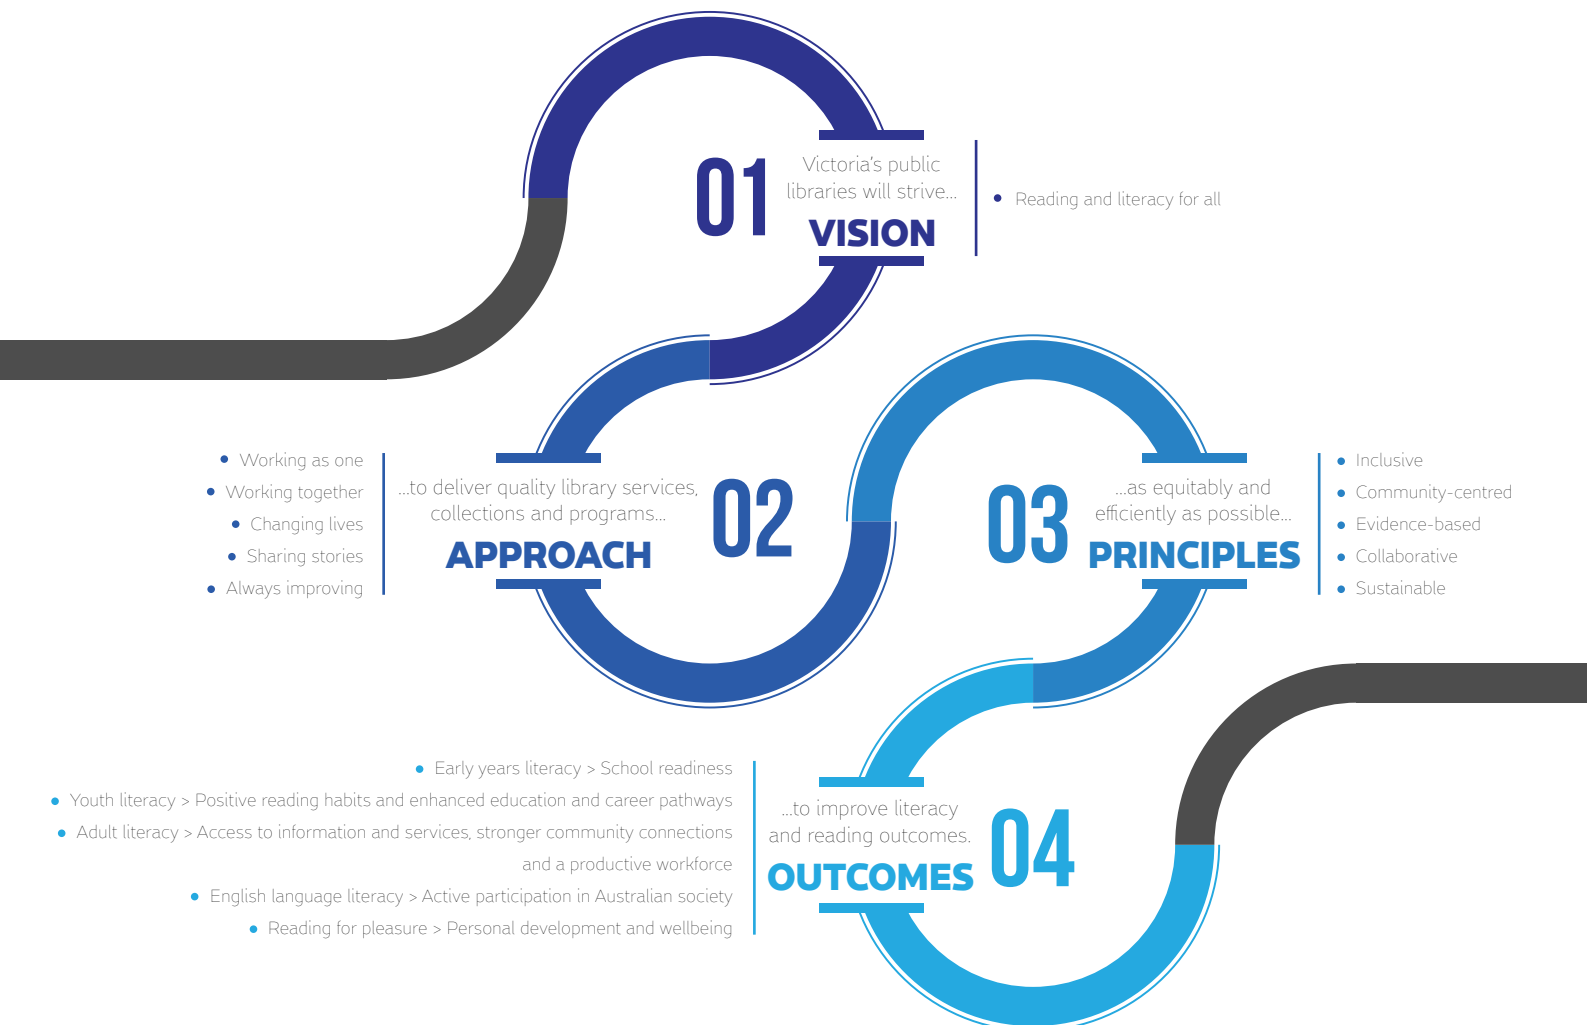 01
Victoria's public
libraries will strive...
VISION
• Reading and literacy for all
• Working as one
• Working together
• Changing lives
• Sharing stories
• Always improving
...to deliver quality library services,
collections and programs...
APPROACH
02
03
...as equitably and
efficiently as possible...
PRINCIPLES
• Inclusive
• Community-centred
• Evidence-based
• Collaborative
• Sustainable
• Early years literacy > School readiness
• Youth literacy > Positive reading habits and enhanced education and career pathways
• Adult literacy > Access to information and services, stronger community connections
and a productive workforce
• English language literacy > Active participation in Australian society
• Reading for pleasure > Personal development and wellbeing
...to improve literacy
and reading outcomes.
OUTCOMES
04